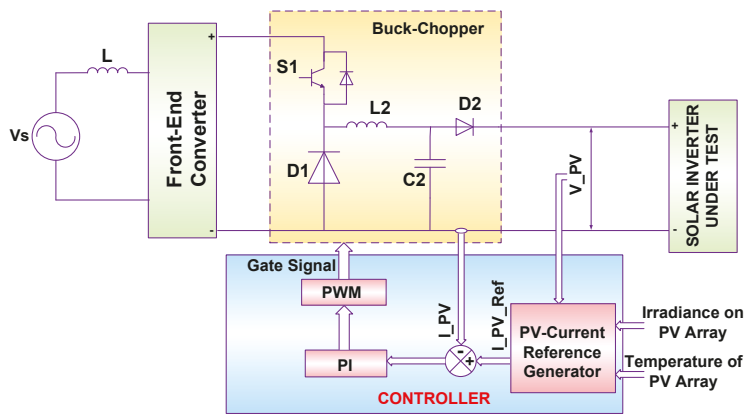 Buck-Chopper
L
+
S1
L2
D2
Vs
Front-End
Converter
D1
C2
V_PV
+
-
SOLAR INVERTER
UNDER TEST
-
Gate Signal
PWM
I_PV
I_PV_Ref
PV-Current
Reference
Generator
Irradiance on
PV Array
Temperature of
PV Array
PI
-
+
CONTROLLER